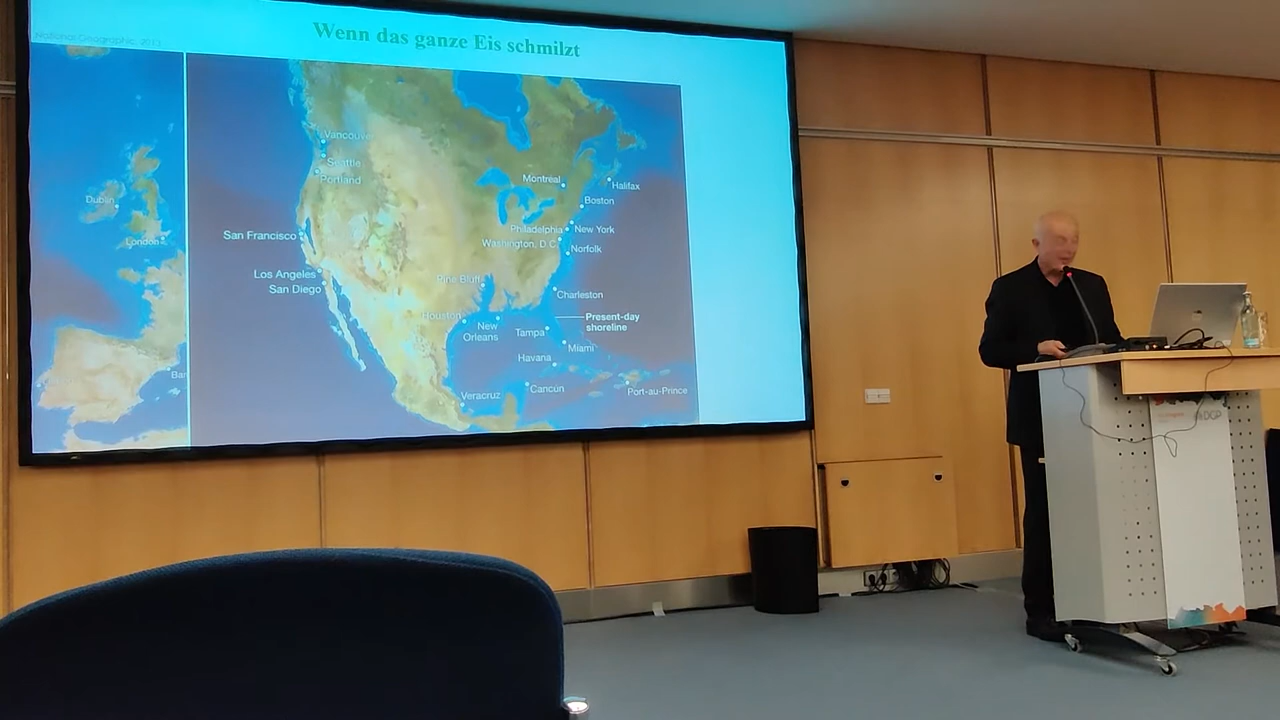 National Geographic, 2013
Wenn das ganze Eis schmilzt
Dublin
London
Vancouver
Seattle
Portland
San Francisco
Los Angeles
San Diego
Montréal
Halifax
Boston
Philadelphia
New York
Washington, D.C.
Norfolk
Pine Bluff
Charleston
Houston
New
Orleans
Present-day
shoreline
Tampa
Miami
Havana
Cancún
Veracruz
Port-au-Prince
DGP